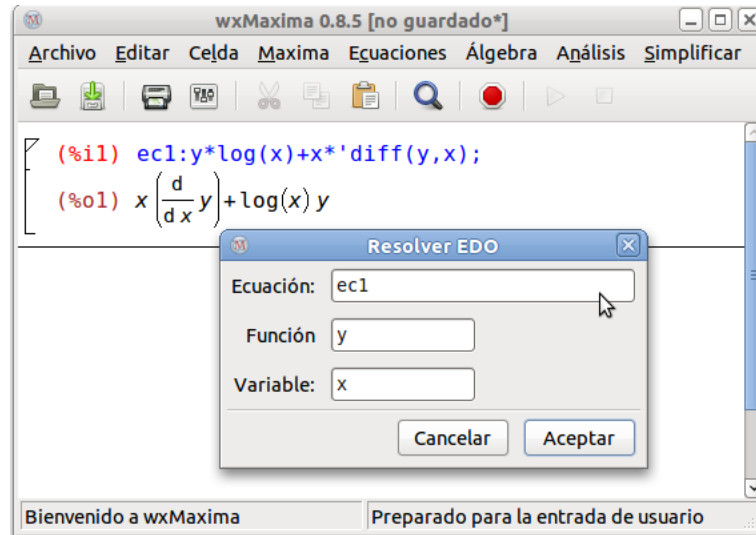 wxMaxima 0.8.5 [no guardado*]
Archivo Editar Celda Maxima Ecuaciones Álgebra Análisis Simplificar
(%i1) ec1:y*log(x)+x*'diff(y,x);
(%o1) x(d/dx y)+log(x) y
Resolver EDO
Ecuación: ec1
Función y
Variable: x
Cancelar Aceptar
Bienvenido a wxMaxima Preparado para la entrada de usuario